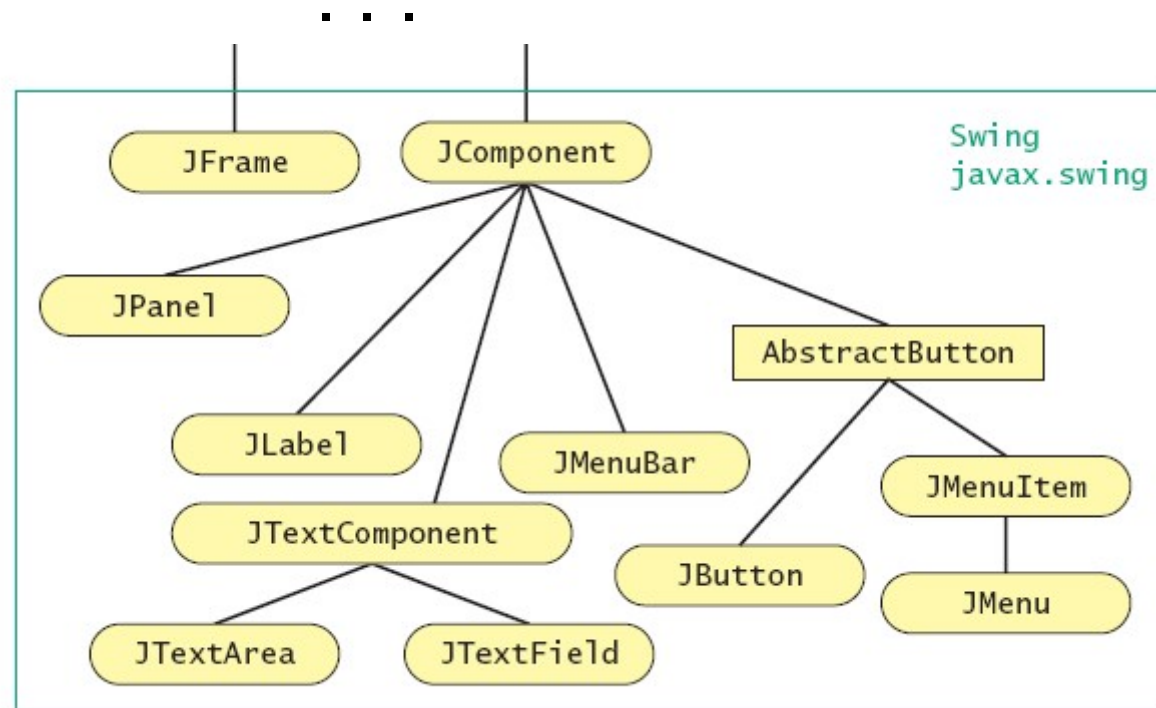 . . .
JFrame
JComponent
Swing
javax.swing
JPanel
AbstractButton
JLabel
JMenuBar
JMenuItem
JTextComponent
JButton
JMenu
JTextArea
JTextField